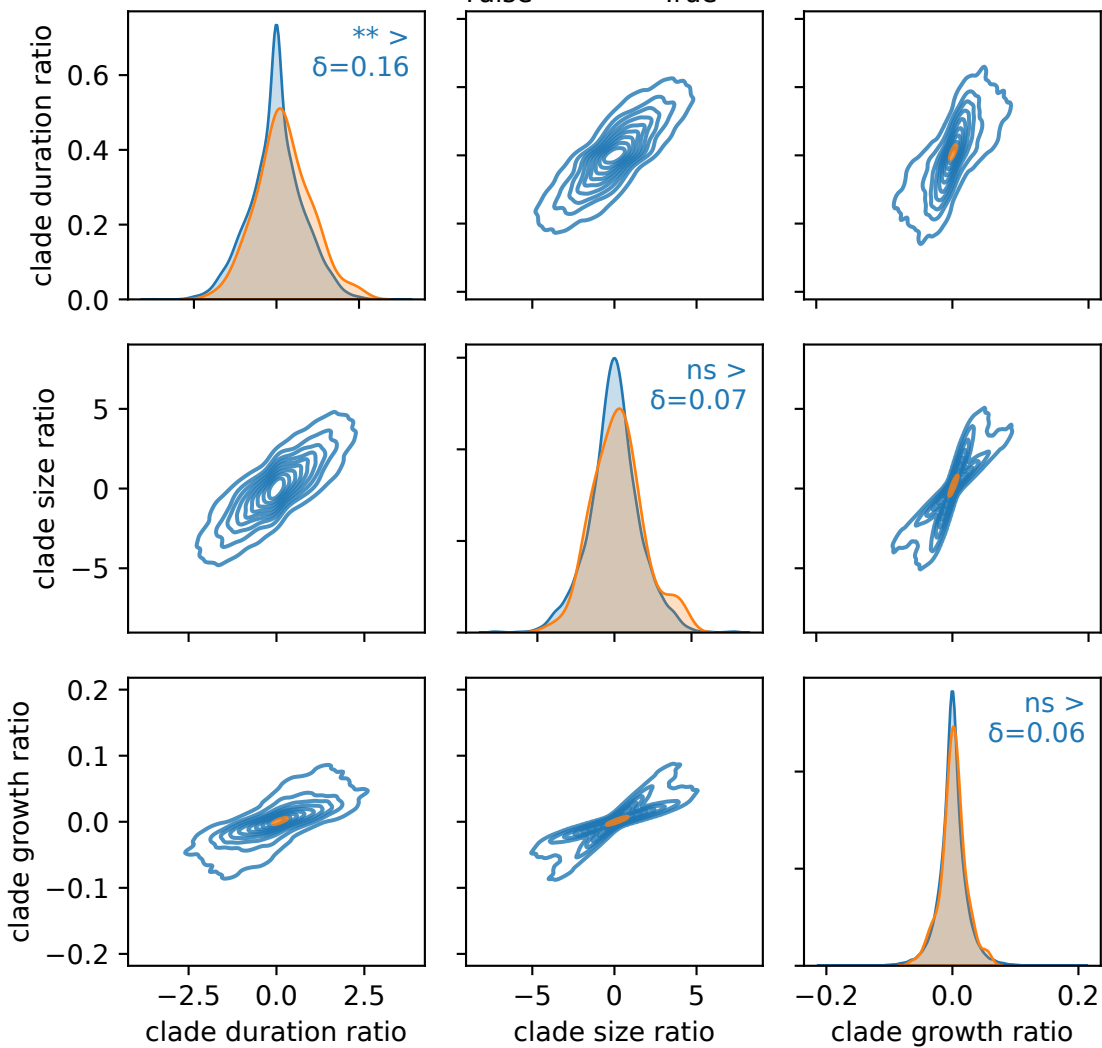 False True
clade duration ratio
0.6
0.4
0.2
0.0
** >
δ=0.16
clade size ratio
5
0
−5
ns >
δ=0.07
clade growth ratio
0.2
0.1
0.0
−0.1
−0.2
ns >
δ=0.06
−2.5 0.0 2.5
−5 0 5
−0.2 0.0 0.2
clade duration ratio
clade size ratio
clade growth ratio